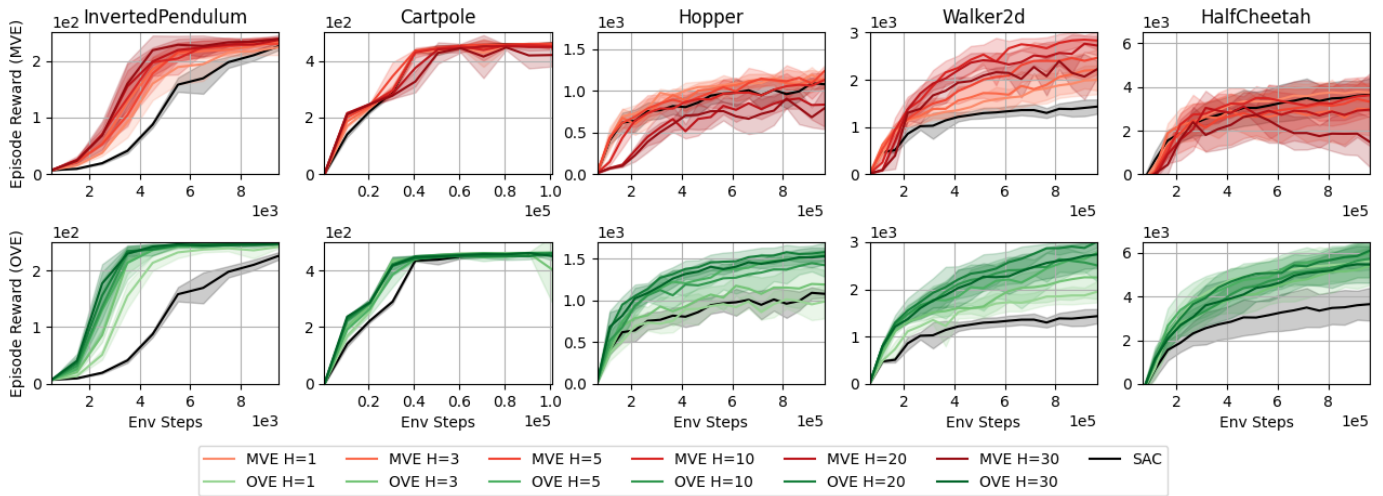 InvertedPendulum Cartpole Hopper Walker2d HalfCheetah
1e2 1e2 1e3 1e3 1e3
Episode Reward (MVE)
2 1 0
4 2 0
1.5 1.0 0.5 0.0
3 2 1 0
6 4 2 0
2 4 6 8
1e3
0.2 0.4 0.6 0.8 1.0
1e5
2 4 6 8
1e5
2 4 6 8
1e5
2 4 6 8
1e5
1e2 1e2 1e3 1e3 1e3
Episode Reward (OVE)
2 1 0
4 2 0
1.5 1.0 0.5 0.0
3 2 1 0
6 4 2 0
2 4 6 8
Env Steps 1e3
0.2 0.4 0.6 0.8 1.0
Env Steps 1e5
2 4 6 8
Env Steps 1e5
2 4 6 8
Env Steps 1e5
2 4 6 8
Env Steps 1e5
MVE H=1 MVE H=3 MVE H=5 MVE H=10 MVE H=20 MVE H=30 SAC
OVE H=1 OVE H=3 OVE H=5 OVE H=10 OVE H=20 OVE H=30